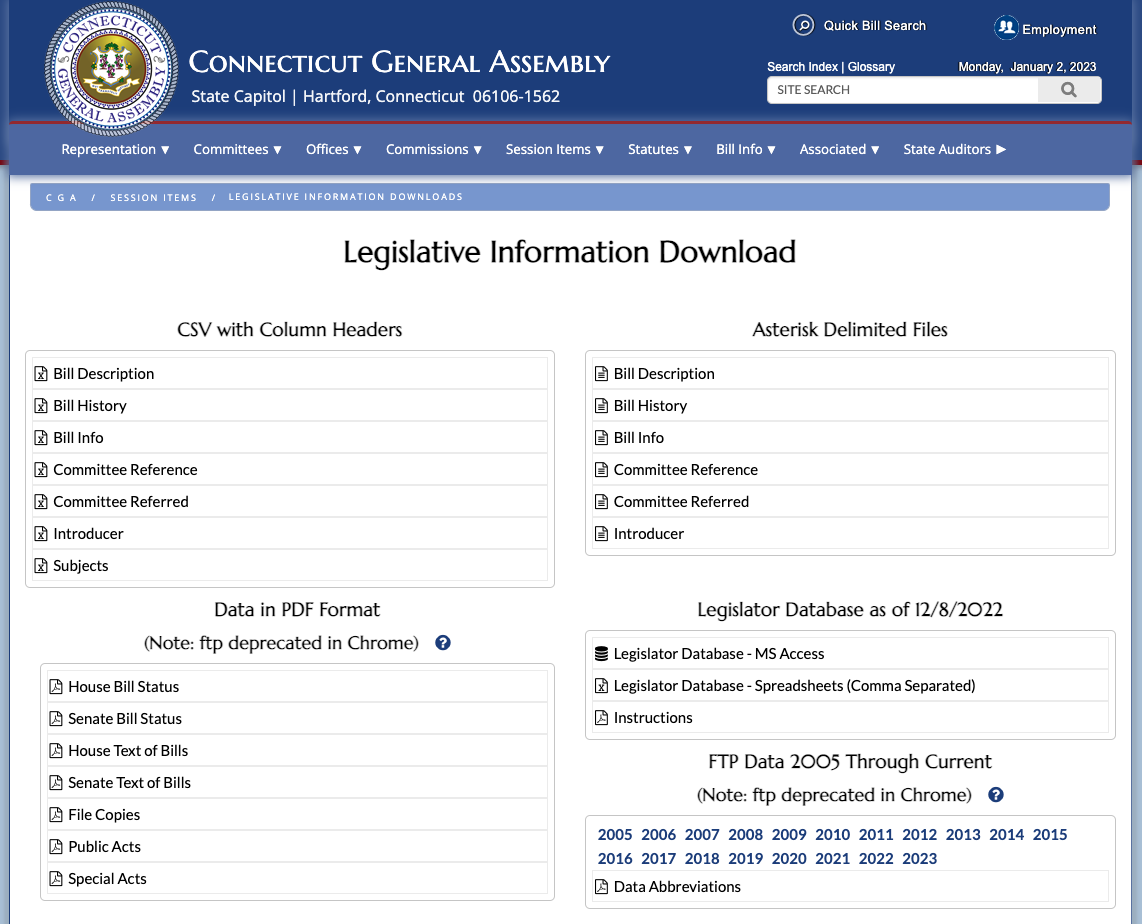 CONNECTICUT
GENERAL ASSEMBLY
CONNECTICUT GENERAL ASSEMBLY
State Capitol | Hartford, Connecticut 06106-1562
Quick Bill Search
Employment
Search Index | Glossary
Monday, January 2, 2023
SITE SEARCH
Representation ▼ Committees ▼ Offices ▼ Commissions ▼ Session Items ▼ Statutes ▼ Bill Info ▼ Associated ▼ State Auditors ►
C G A / SESSION ITEMS / LEGISLATIVE INFORMATION DOWNLOADS
Legislative Information Download
CSV with Column Headers
Bill Description
Bill History
Bill Info
Committee Reference
Committee Referred
Introducer
Subjects
Asterisk Delimited Files
Bill Description
Bill History
Bill Info
Committee Reference
Committee Referred
Introducer
Data in PDF Format
(Note: ftp deprecated in Chrome) ?
House Bill Status
Senate Bill Status
House Text of Bills
Senate Text of Bills
File Copies
Public Acts
Special Acts
Legislator Database as of 12/8/2022
Legislator Database - MS Access
Legislator Database - Spreadsheets (Comma Separated)
Instructions
FTP Data 2005 Through Current
(Note: ftp deprecated in Chrome) ?
2005 2006 2007 2008 2009 2010 2011 2012 2013 2014 2015
2016 2017 2018 2019 2020 2021 2022 2023
Data Abbreviations